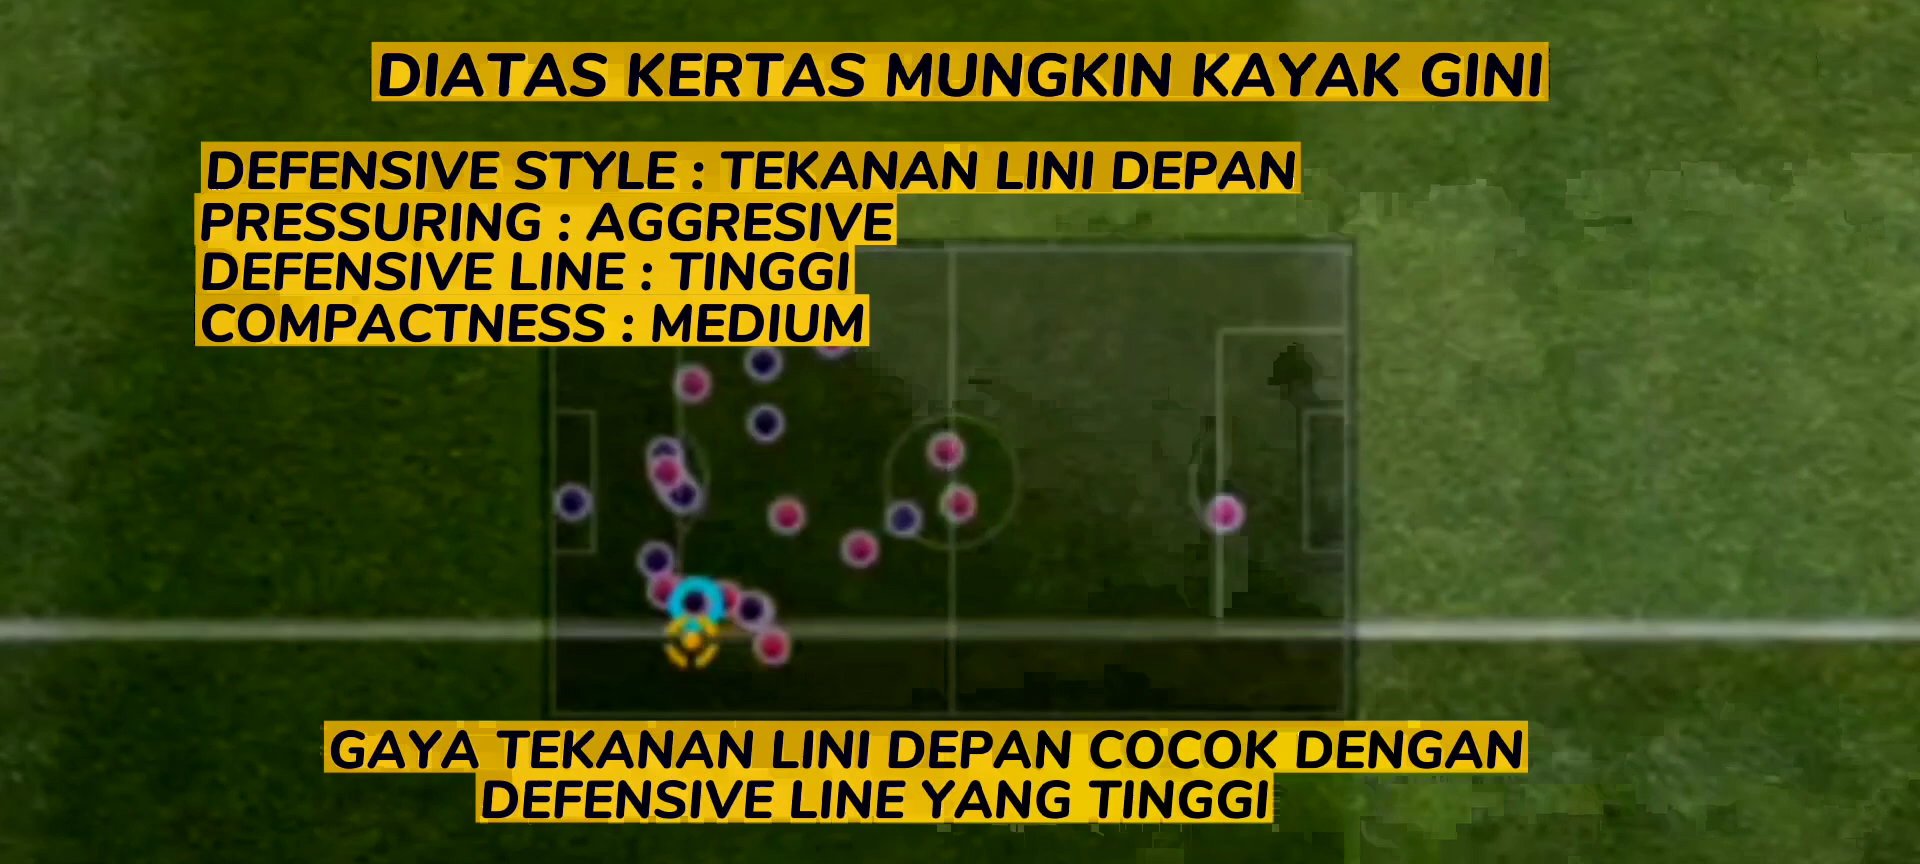 DIATAS KERTAS MUNGKIN KAYAK GINI
DEFENSIVE STYLE : TEKANAN LINI DEPAN
PRESSURING : AGGRESIVE
DEFENSIVE LINE : TINGGI
COMPACTNESS : MEDIUM
GAYA TEKANAN LINI DEPAN COCOK DENGAN
DEFENSIVE LINE YANG TINGGI